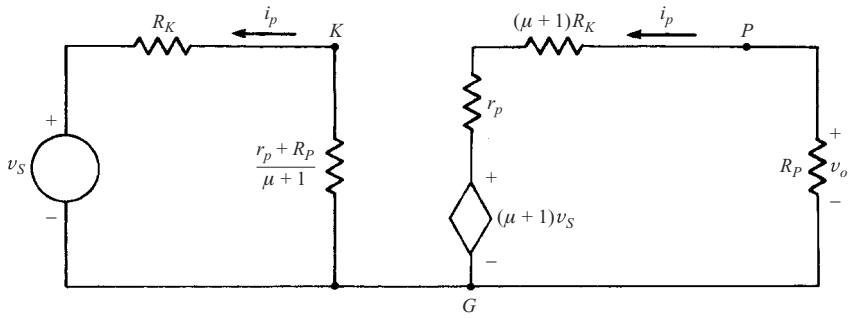 R_K
i_p
K
+
v_S
−
r_p + R_P
μ + 1
(μ + 1)R_K
i_p
P
r_p
+
(μ + 1)v_S
−
G
R_P
+
v_o
−